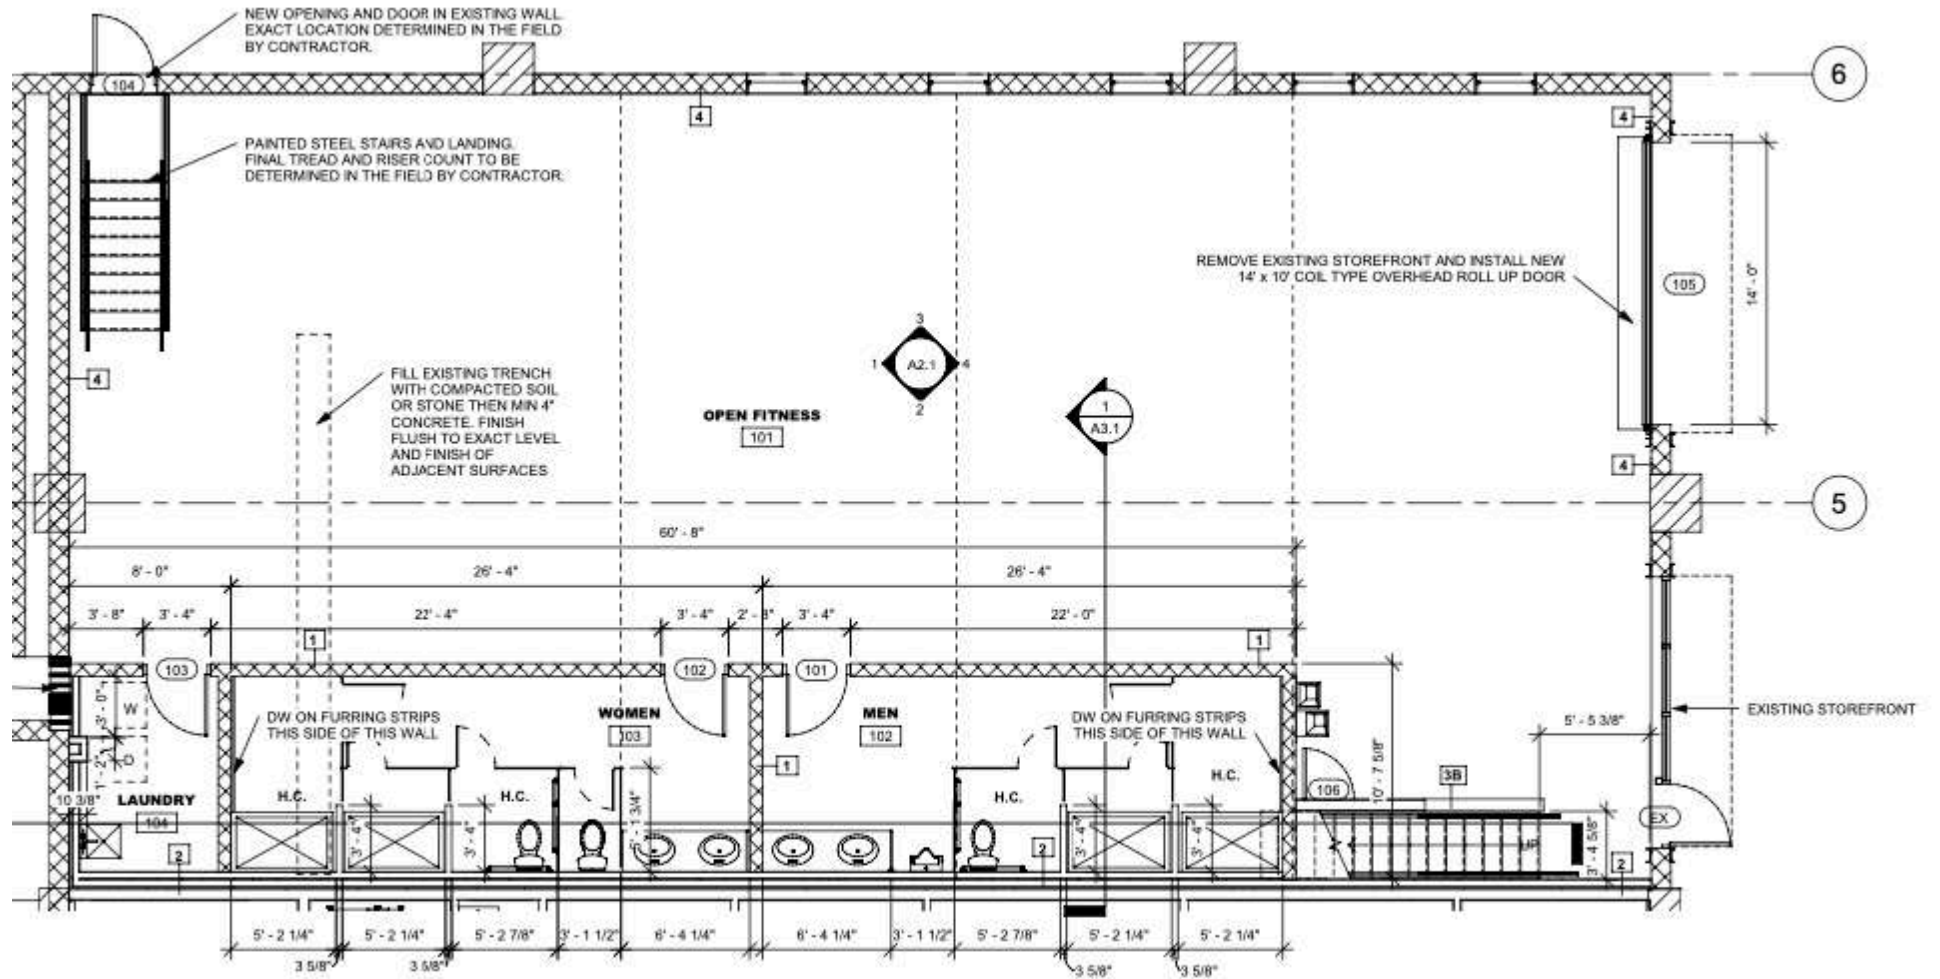 NEW OPENING AND DOOR IN EXISTING WALL.
EXACT LOCATION DETERMINED IN THE FIELD
BY CONTRACTOR.
6
104
4
4
PAINTED STEEL STAIRS AND LANDING.
FINAL TREAD AND RISER COUNT TO BE
DETERMINED IN THE FIELD BY CONTRACTOR.
REMOVE EXISTING STOREFRONT AND INSTALL NEW
14' x 10' COIL TYPE OVERHEAD ROLL UP DOOR
105
14' - 0"
3
1 A2.1 4
2
4
FILL EXISTING TRENCH
WITH COMPACTED SOIL
OR STONE THEN MIN 4"
CONCRETE. FINISH
FLUSH TO EXACT LEVEL
AND FINISH OF
ADJACENT SURFACES
OPEN FITNESS
101
1
A3.1
4
5
60' - 8"
8' - 0" 26' - 4" 26' - 4"
3' - 8" 3' - 4" 22' - 4" 3' - 4" 2' - 8" 3' - 4" 22' - 0"
1 1
103 102 101
3' - 0"
W
DW ON FURRING STRIPS
THIS SIDE OF THIS WALL
WOMEN
103
MEN
102
DW ON FURRING STRIPS
THIS SIDE OF THIS WALL
5' - 5 3/8"
EXISTING STOREFRONT
1' - 2"
D
1
H.C.
10' - 7 5/8"
3B
106
10 3/8"
LAUNDRY
104
H.C. H.C. H.C.
EX
3' - 4"
3' - 4"
5' - 1 3/4"
3' - 4"
3' - 4"
UP
3' - 4 5/8"
2 2 2
5' - 2 1/4" 5' - 2 1/4" 5' - 2 7/8" 3' - 1 1/2" 6' - 4 1/4" 6' - 4 1/4" 3' - 1 1/2" 5' - 2 7/8" 5' - 2 1/4" 5' - 2 1/4"
3 5/8" 3 5/8" 3 5/8" 3 5/8"